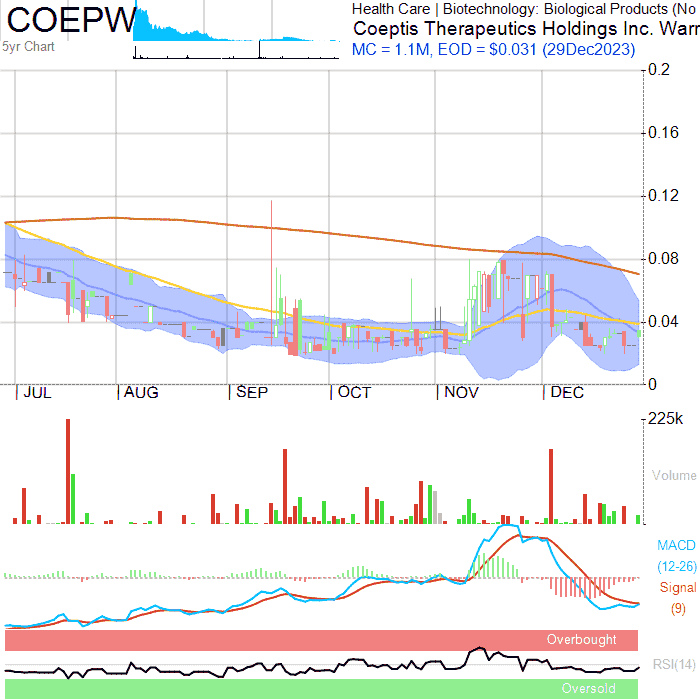 COEPW
5yr Chart
Health Care | Biotechnology: Biological Products (No
Coeptis Therapeutics Holdings Inc. Warr
MC = 1.1M, EOD = $0.031 (29Dec2023)
0.2
0.16
0.12
0.08
0.04
0
JUL AUG SEP OCT NOV DEC
225k
Volume
MACD
(12-26)
Signal
(9)
Overbought
RSI(14)
Oversold